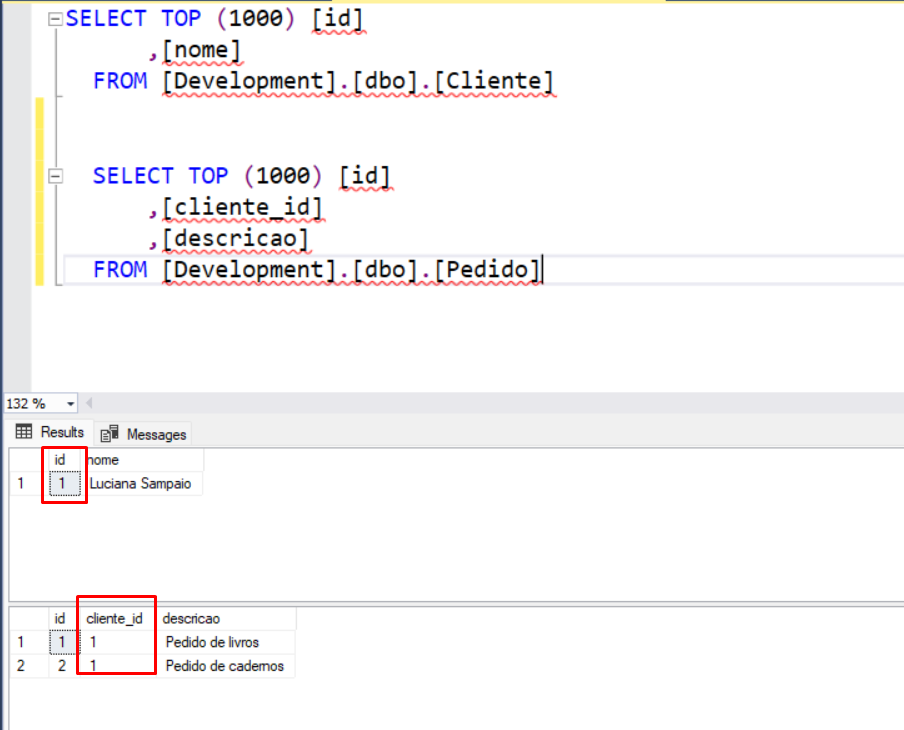 SELECT TOP (1000) [id]
,[nome]
FROM [Development].[dbo].[Cliente]
SELECT TOP (1000) [id]
,[cliente_id]
,[descricao]
FROM [Development].[dbo].[Pedido]
132 %
Results Messages
id nome
1 1 Luciana Sampaio
id cliente_id descricao
1 1 1 Pedido de livros
2 2 1 Pedido de cadernos